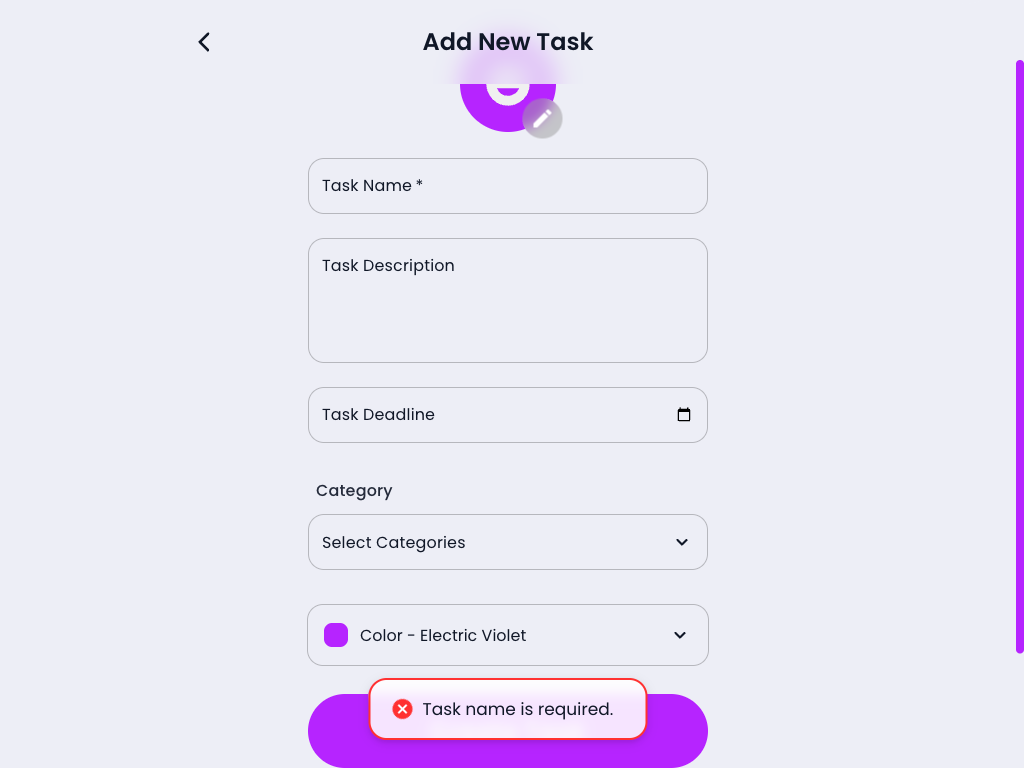 Add New Task
Task Name *
Task Description
Task Deadline
Category
Select Categories
Color - Electric Violet
Task name is required.